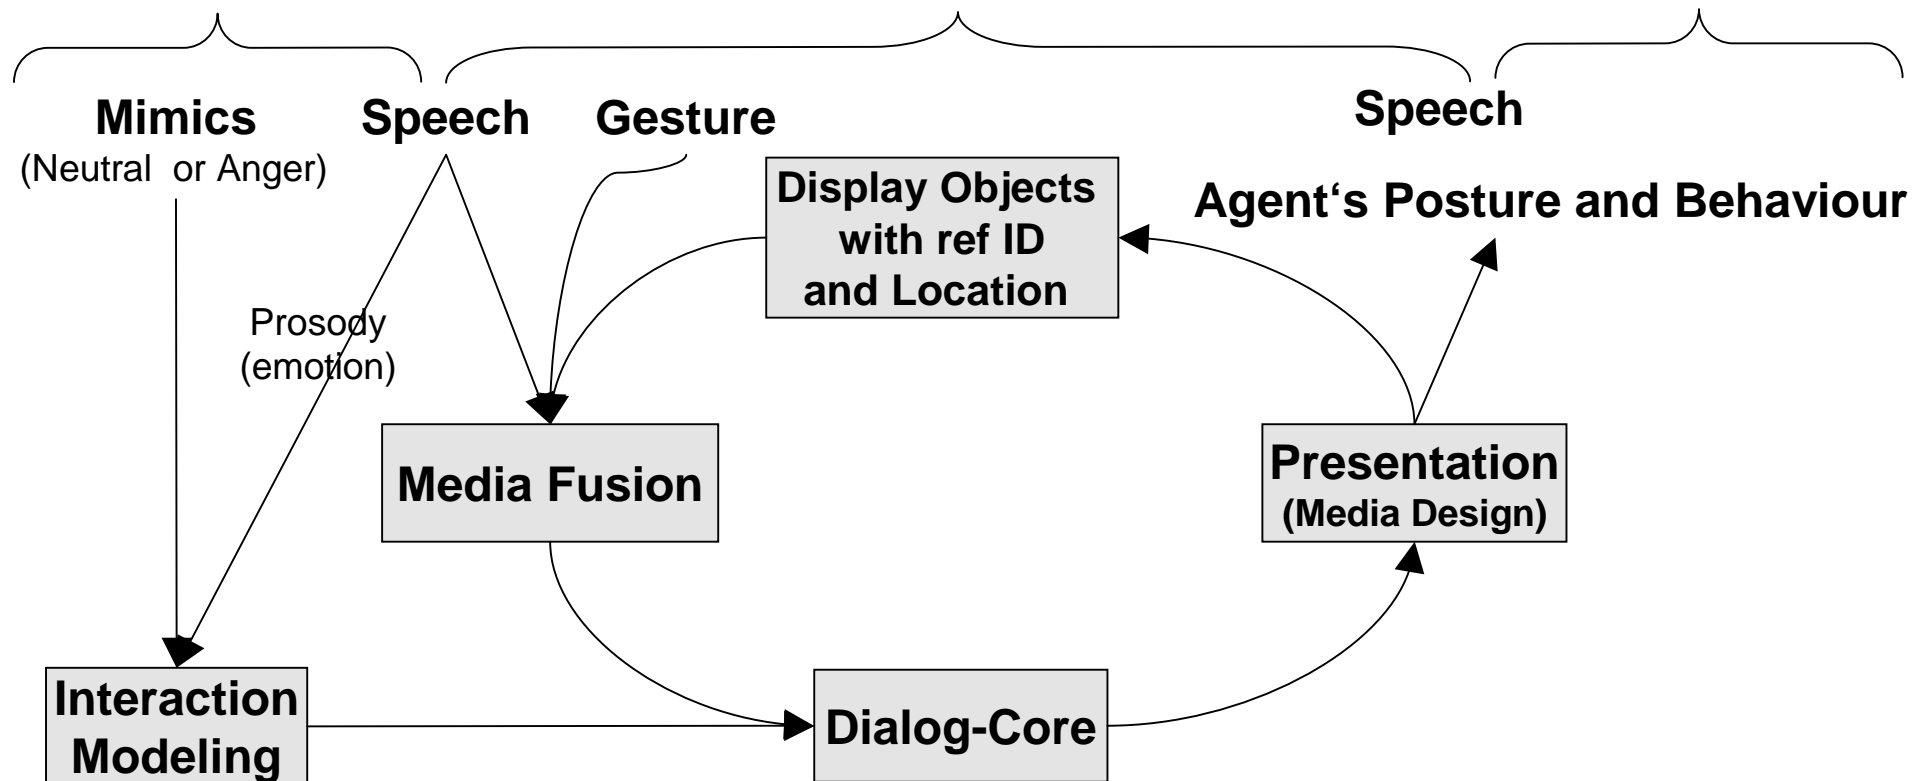 Mimics
(Neutral or Anger)
Speech
Gesture
Speech
Agent‘s Posture and Behaviour
Display Objects
with ref ID
and Location
Prosody
(emotion)
Media Fusion
Presentation
(Media Design)
Interaction
Modeling
Dialog-Core